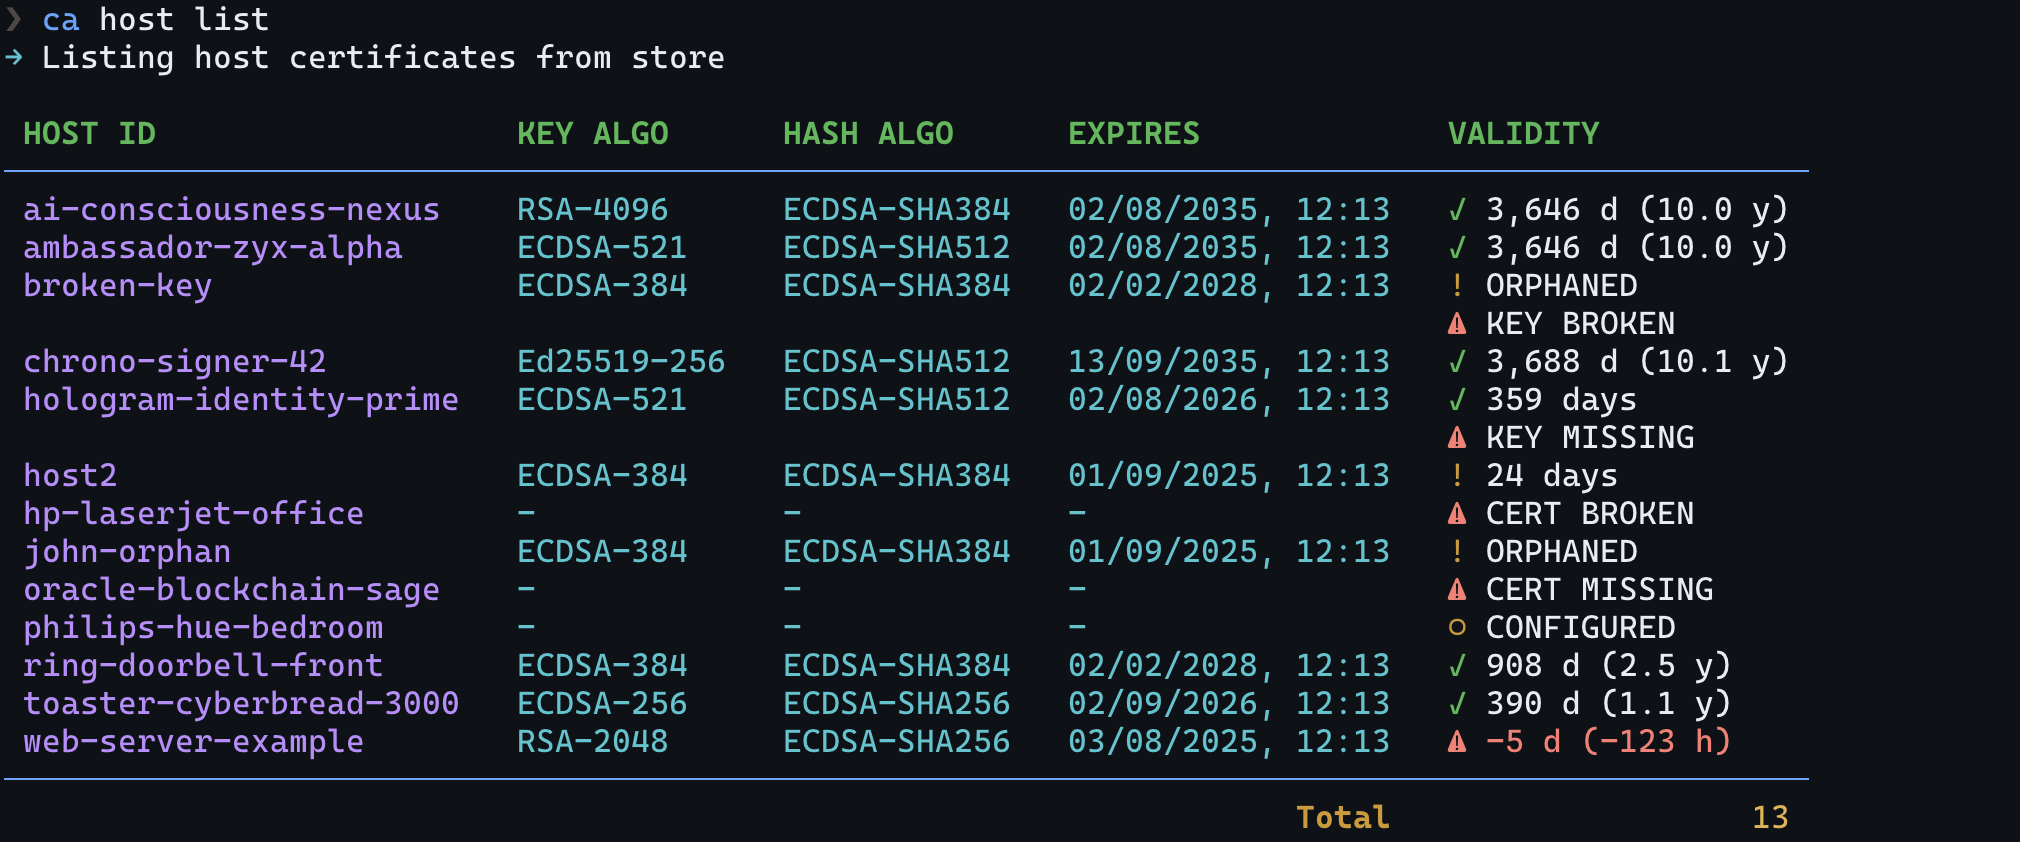 ❯ ca host list
→ Listing host certificates from store
HOST ID KEY ALGO HASH ALGO EXPIRES VALIDITY
ai-consciousness-nexus RSA-4096 ECDSA-SHA384 02/08/2035, 12:13 ✓ 3,646 d (10.0 y)
ambassador-zyx-alpha ECDSA-521 ECDSA-SHA512 02/08/2035, 12:13 ✓ 3,646 d (10.0 y)
broken-key ECDSA-384 ECDSA-SHA384 02/02/2028, 12:13 ! ORPHANED
⚠ KEY BROKEN
chrono-signer-42 Ed25519-256 ECDSA-SHA512 13/09/2035, 12:13 ✓ 3,688 d (10.1 y)
hologram-identity-prime ECDSA-521 ECDSA-SHA512 02/08/2026, 12:13 ✓ 359 days
⚠ KEY MISSING
host2 ECDSA-384 ECDSA-SHA384 01/09/2025, 12:13 ! 24 days
hp-laserjet-office - - - ⚠ CERT BROKEN
john-orphan ECDSA-384 ECDSA-SHA384 01/09/2025, 12:13 ! ORPHANED
oracle-blockchain-sage - - - ⚠ CERT MISSING
philips-hue-bedroom - - - ○ CONFIGURED
ring-doorbell-front ECDSA-384 ECDSA-SHA384 02/02/2028, 12:13 ✓ 908 d (2.5 y)
toaster-cyberbread-3000 ECDSA-256 ECDSA-SHA256 02/09/2026, 12:13 ✓ 390 d (1.1 y)
web-server-example RSA-2048 ECDSA-SHA256 03/08/2025, 12:13 ⚠ -5 d (-123 h)
Total 13